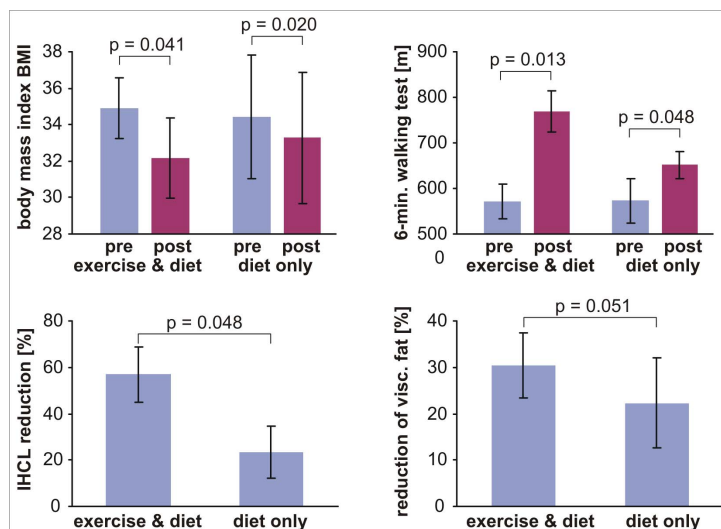 body mass index BMI
38
36
34
32
30
28
p = 0.041
p = 0.020
pre post pre post
exercise & diet diet only
6-min. walking test [m]
900
800
700
600
500
0
p = 0.013
p = 0.048
pre post pre post
exercise & diet diet only
IHCL reduction [%]
80
60
40
20
0
p = 0.048
exercise & diet diet only
reduction of visc. fat [%]
40
30
20
10
0
p = 0.051
exercise & diet diet only